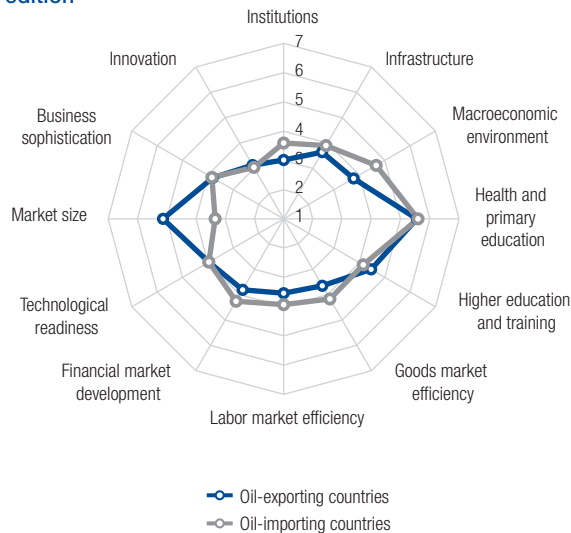 edition
Institutions
7
6
5
4
3
2
1
Infrastructure
Macroeconomic
environment
Health and
primary
education
Higher education
and training
Goods market
efficiency
Labor market efficiency
Financial market
development
Technological
readiness
Market size
Business
sophistication
Innovation
Oil-exporting countries
Oil-importing countries